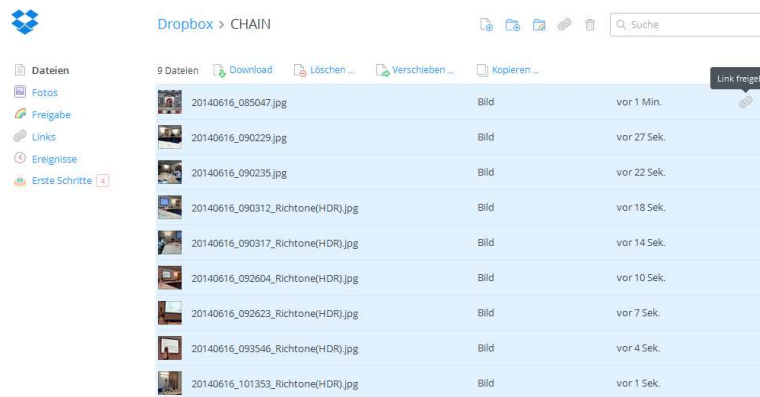 Dropbox > CHAIN
Suche
Dateien
Fotos
Freigabe
Links
Ereignisse
Erste Schritte 4
9 Dateien Download Löschen ... Verschieben ... Kopieren ...
Link freigeb
20140616_085047.jpg Bild vor 1 Min.
20140616_090229.jpg Bild vor 27 Sek.
20140616_090235.jpg Bild vor 22 Sek.
20140616_090312_Richtone(HDR).jpg Bild vor 18 Sek.
20140616_090317_Richtone(HDR).jpg Bild vor 14 Sek.
20140616_092604_Richtone(HDR).jpg Bild vor 10 Sek.
20140616_092623_Richtone(HDR).jpg Bild vor 7 Sek.
20140616_093546_Richtone(HDR).jpg Bild vor 4 Sek.
20140616_101353_Richtone(HDR).jpg Bild vor 1 Sek.